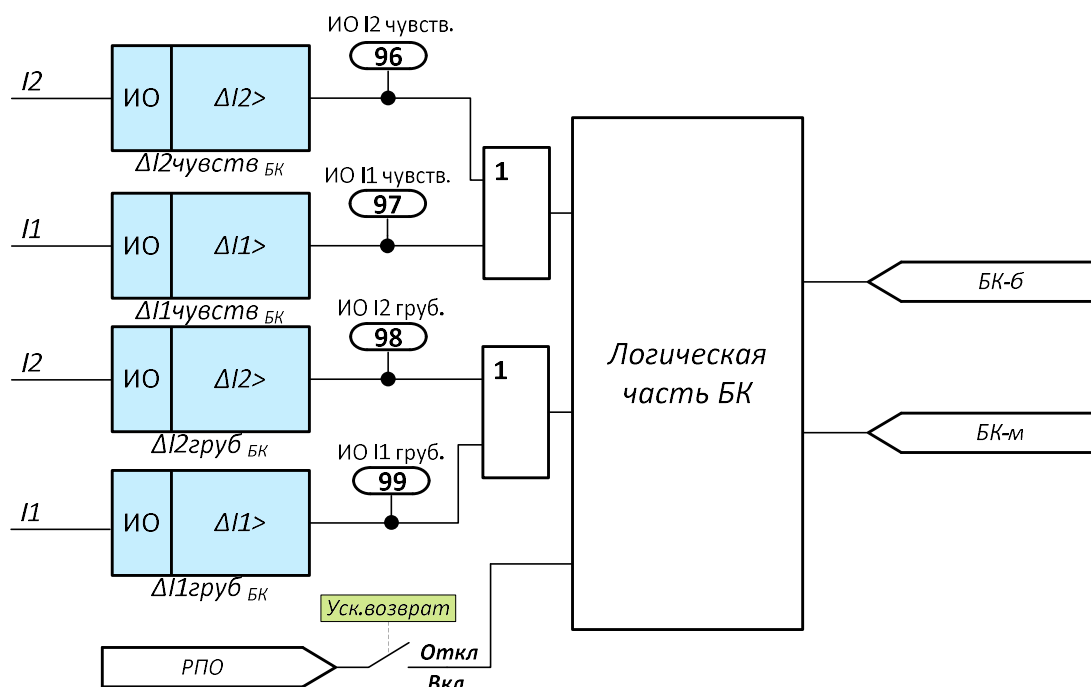 ИО I2 чувств.
96
I2
ИО
ΔI2>
ΔI2чувств БК
1
ИО I1 чувств.
97
I1
ИО
ΔI1>
ΔI1чувств БК
БК-б
ИО I2 груб.
98
I2
ИО
ΔI2>
ΔI2груб БК
1
Логическая
часть БК
БК-м
ИО I1 груб.
99
I1
ИО
ΔI1>
ΔI1груб БК
Уск.возврат
РПО
Откл
Вкл